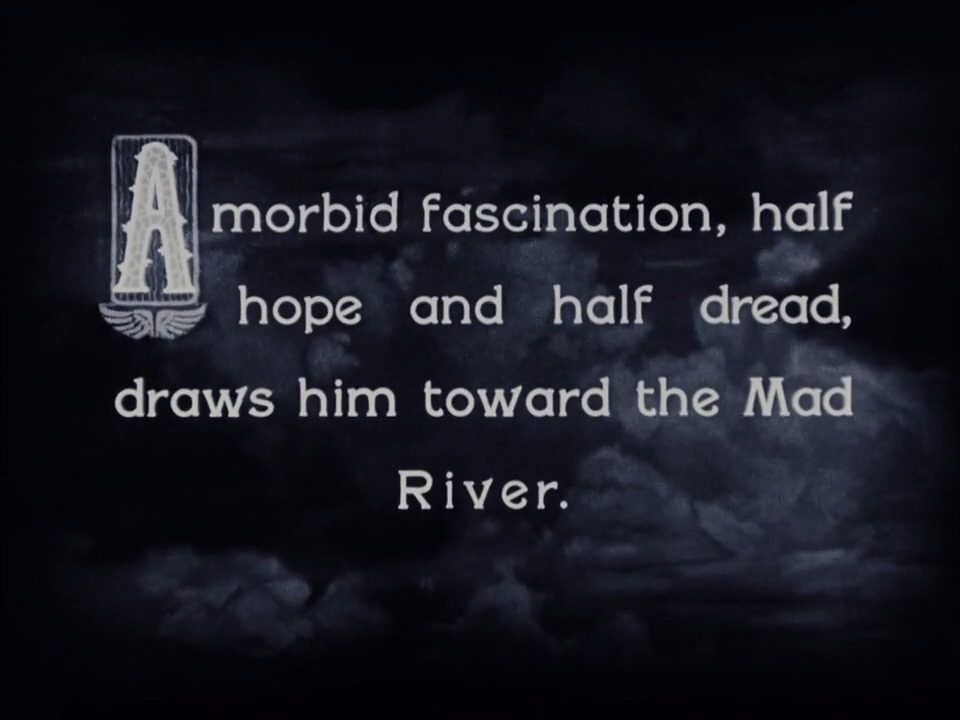 A morbid fascination, half
hope and half dread,
draws him toward the Mad
River.